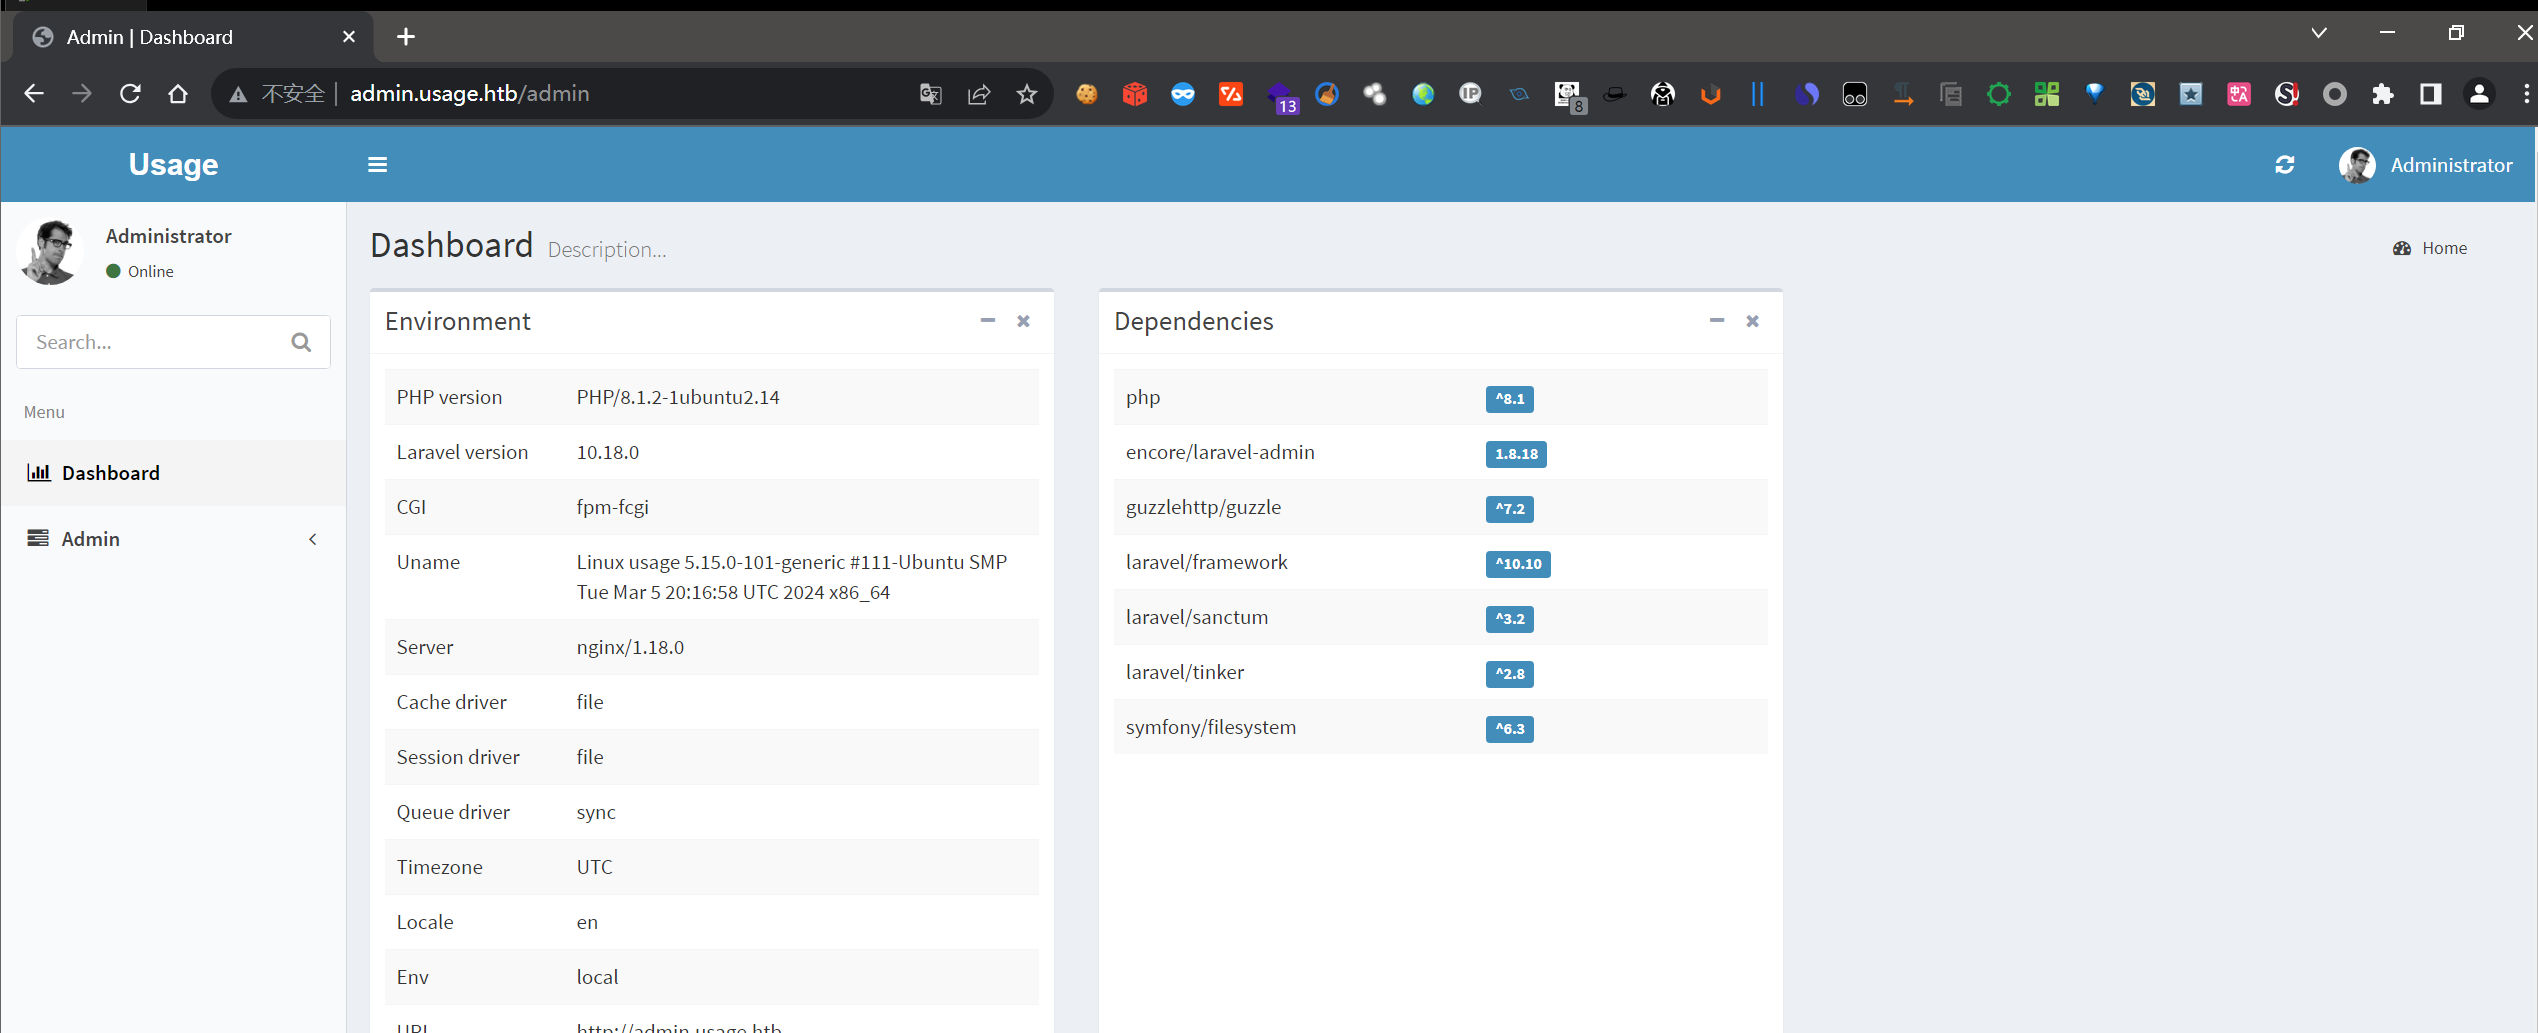 Admin | Dashboard
不安全 | admin.usage.htb/admin
13
IP
8
Usage
Administrator
Administrator
Online
Search...
Menu
Dashboard
Admin
Dashboard Description...
Home
Environment
PHP version PHP/8.1.2-1ubuntu2.14
Laravel version 10.18.0
CGI fpm-fcgi
Uname Linux usage 5.15.0-101-generic #111-Ubuntu SMP
Tue Mar 5 20:16:58 UTC 2024 x86_64
Server nginx/1.18.0
Cache driver file
Session driver file
Queue driver sync
Timezone UTC
Locale en
Env local
URL http://admin.usage.htb
Dependencies
php ^8.1
encore/laravel-admin 1.8.18
guzzlehttp/guzzle ^7.2
laravel/framework ^10.10
laravel/sanctum ^3.2
laravel/tinker ^2.8
symfony/filesystem ^6.3